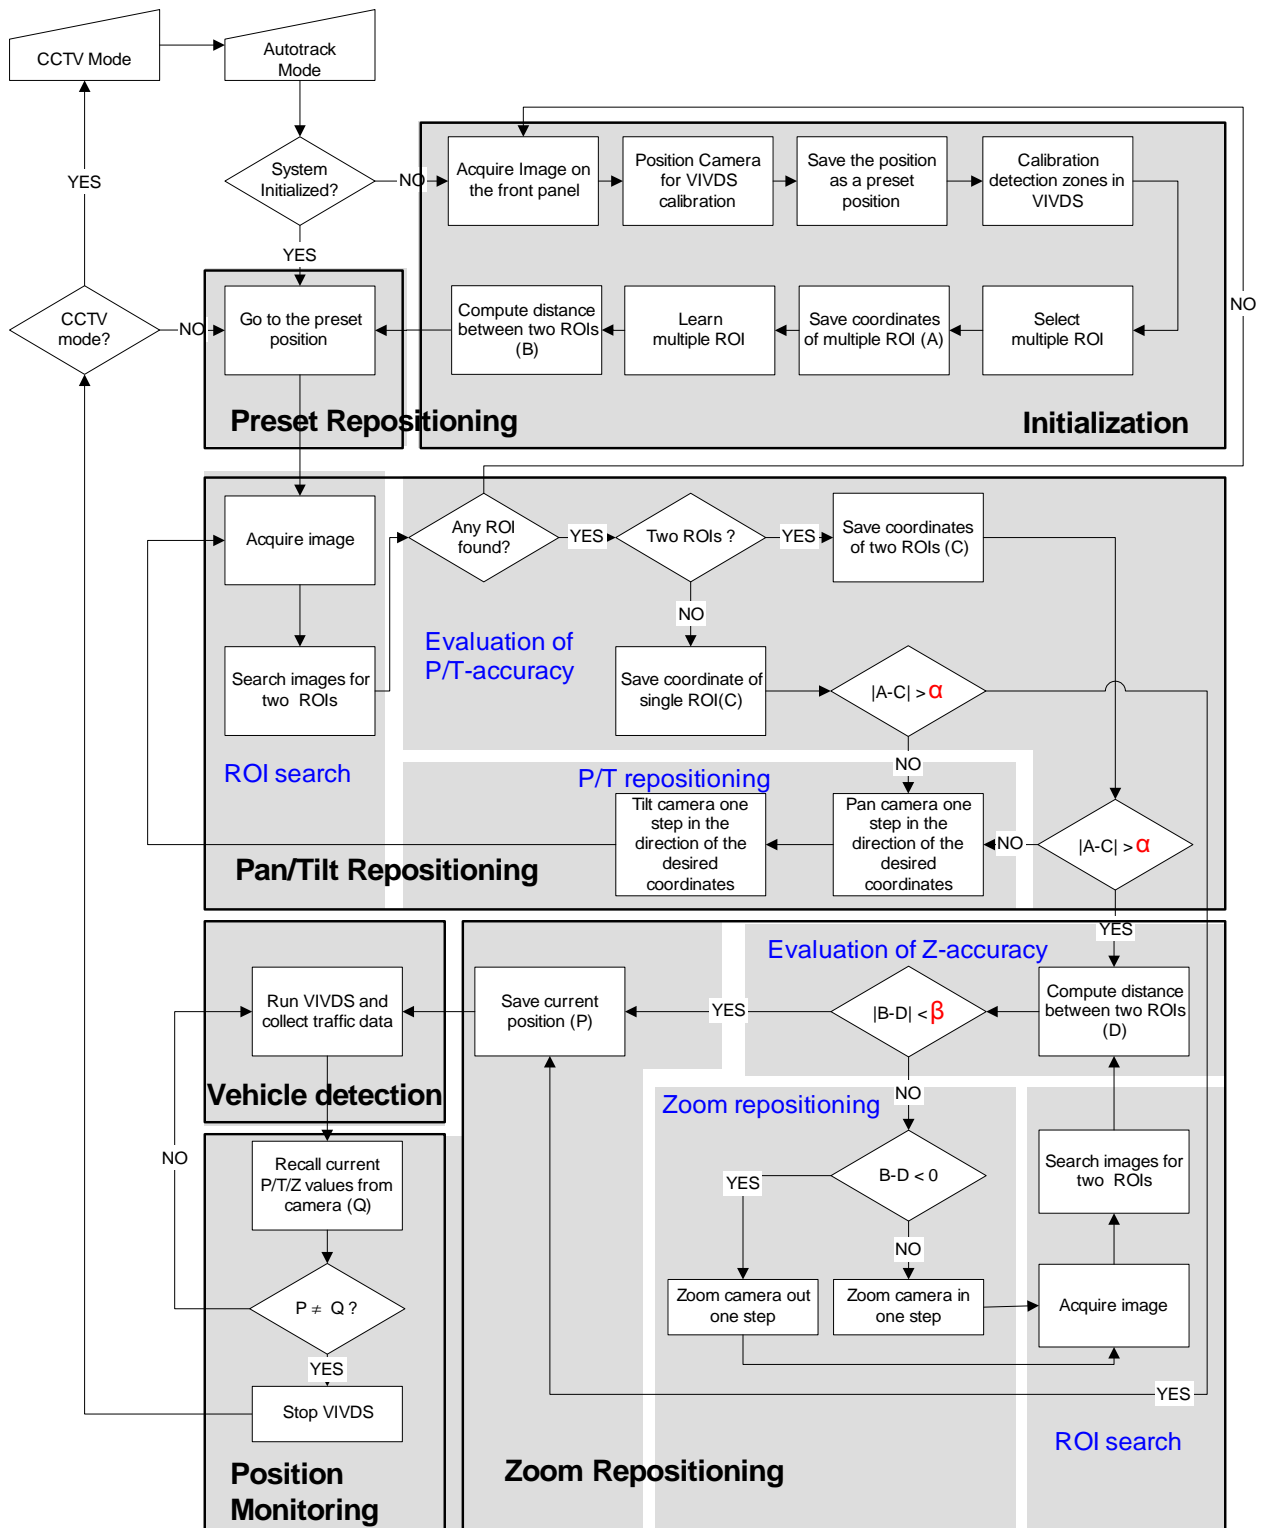 CCTV Mode
Autotrack
Mode
System
Initialized?
NO
YES
YES
Acquire Image on
the front panel
Position Camera
for VIVDS
calibration
Save the position
as a preset
position
Calibration
detection zones in
VIVDS
CCTV
mode?
NO
Go to the preset
position
Compute distance
between two ROIs
(B)
Learn
multiple ROI
Save coordinates
of multiple ROI (A)
Select
multiple ROI
NO
Preset Repositioning
Initialization
Acquire image
Any ROI
found?
YES
Two ROIs ?
YES
Save coordinates
of two ROIs (C)
NO
Evaluation of
P/T-accuracy
Search images for
two ROIs
Save coordinate of
single ROI(C)
|A-C| > α
ROI search
NO
P/T repositioning
Tilt camera one
step in the
direction of the
desired
coordinates
Pan camera one
step in the
direction of the
desired
coordinates
NO
|A-C| > α
Pan/Tilt Repositioning
YES
Evaluation of Z-accuracy
Run VIVDS and
collect traffic data
Save current
position (P)
YES
|B-D| < β
Compute distance
between two ROIs
(D)
Vehicle detection
NO
Zoom repositioning
NO
Recall current
P/T/Z values from
camera (Q)
YES
B-D < 0
Search images for
two ROIs
NO
P ≠ Q ?
Zoom camera out
one step
Zoom camera in
one step
Acquire image
YES
YES
Stop VIVDS
ROI search
Position
Monitoring
Zoom Repositioning